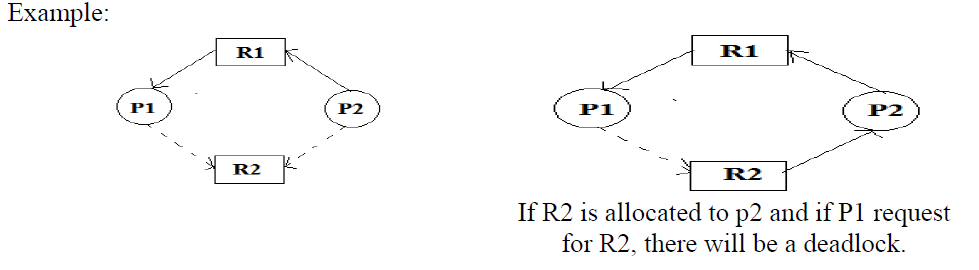 Example:
R1
P1
P2
R2
R1
P1
P2
R2
If R2 is allocated to p2 and if P1 request
for R2, there will be a deadlock.